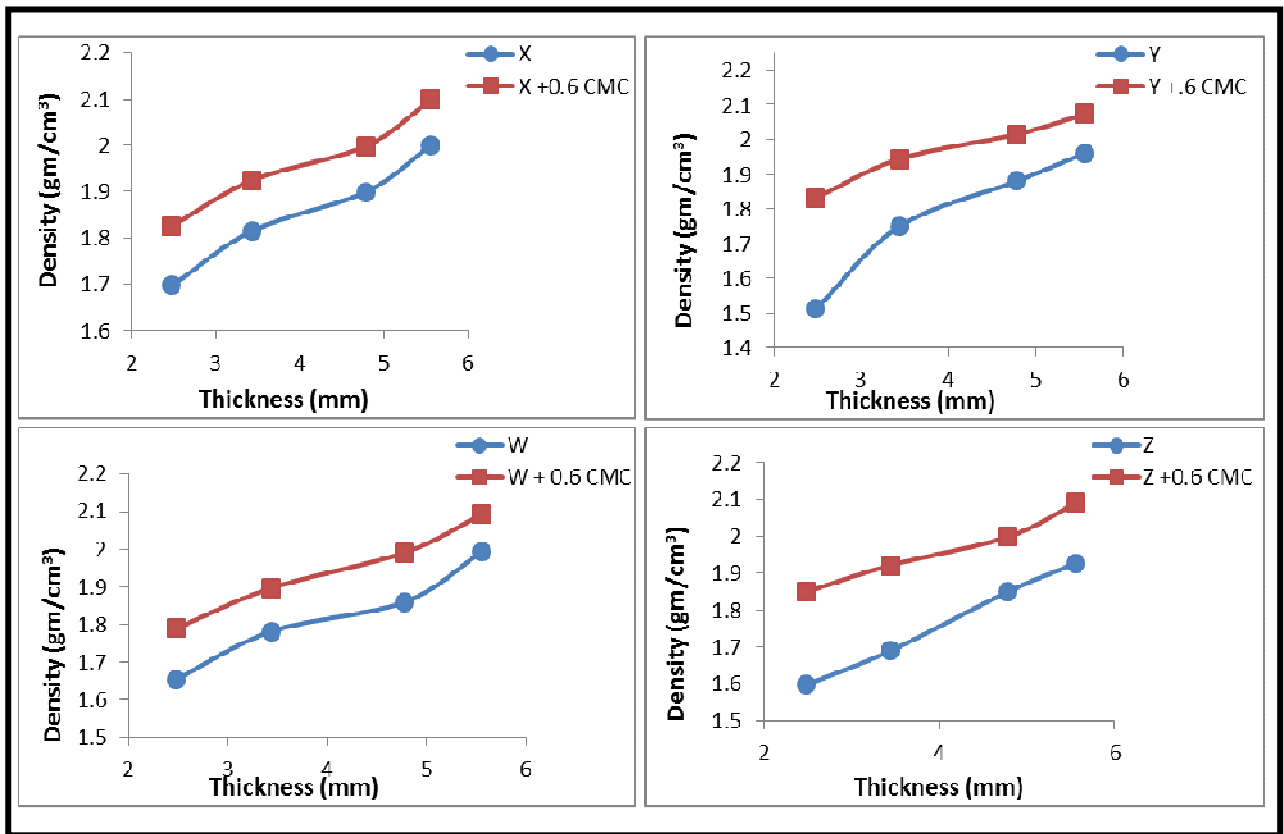 X
X +0.6 CMC
2.2
2.1
2
1.9
1.8
1.7
1.6
Density (gm/cm³)
2 3 4 5 6
Thickness (mm)
Y
Y +.6 CMC
2.2
2.1
2
1.9
1.8
1.7
1.6
1.5
1.4
Density (gm/cm³)
2 3 4 5 6
Thickness (mm)
W
W + 0.6 CMC
2.2
2.1
2
1.9
1.8
1.7
1.6
1.5
Density (gm/cm³)
2 3 4 5 6
Thickness (mm)
Z
Z +0.6 CMC
2.2
2.1
2
1.9
1.8
1.7
1.6
1.5
Density (gm/cm³)
2 4 6
Thickness (mm)